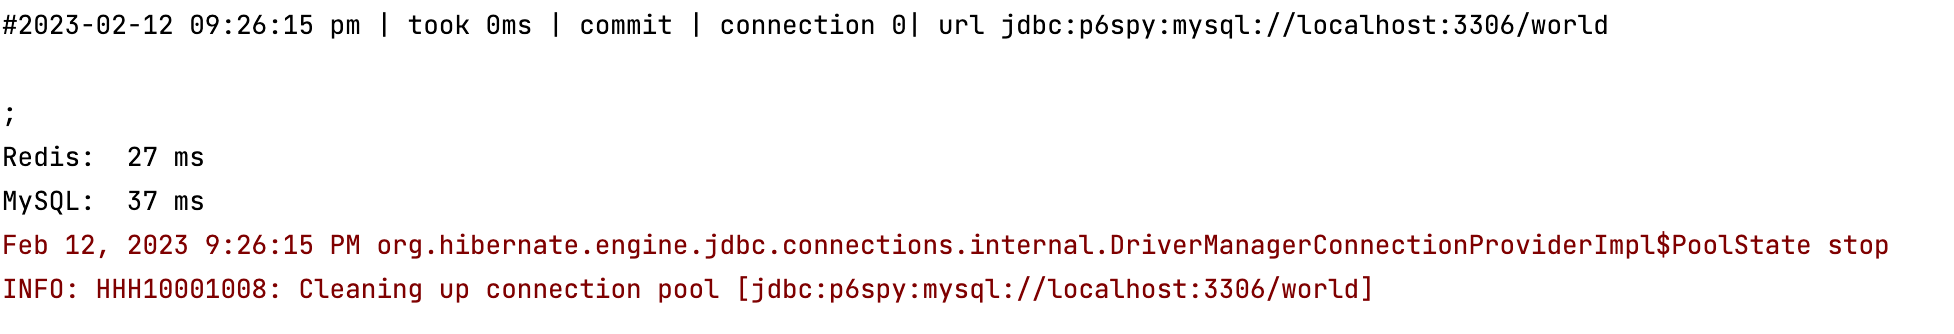 #2023-02-12 09:26:15 pm | took 0ms | commit | connection 0| url jdbc:p6spy:mysql://localhost:3306/world
;
Redis:  27 ms
MySQL:  37 ms
Feb 12, 2023 9:26:15 PM org.hibernate.engine.jdbc.connections.internal.DriverManagerConnectionProviderImpl$PoolState stop
INFO: HHH10001008: Cleaning up connection pool [jdbc:p6spy:mysql://localhost:3306/world]